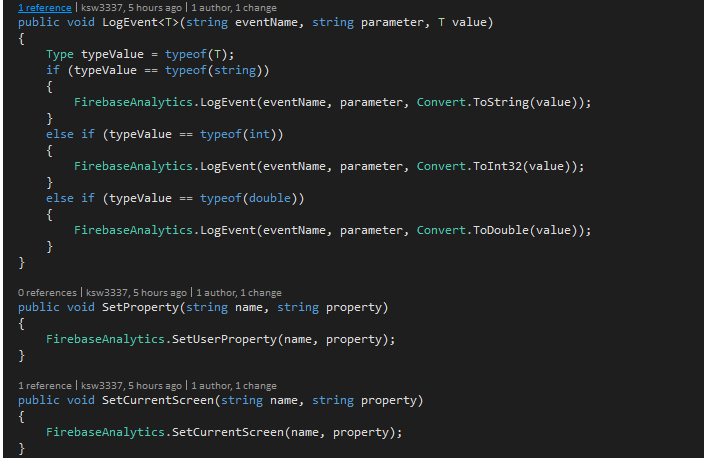 1 reference | ksw3337, 5 hours ago | 1 author, 1 change
public void LogEvent<T>(string eventName, string parameter, T value)
{
    Type typeValue = typeof(T);
    if (typeValue == typeof(string))
    {
        FirebaseAnalytics.LogEvent(eventName, parameter, Convert.ToString(value));
    }
    else if (typeValue == typeof(int))
    {
        FirebaseAnalytics.LogEvent(eventName, parameter, Convert.ToInt32(value));
    }
    else if (typeValue == typeof(double))
    {
        FirebaseAnalytics.LogEvent(eventName, parameter, Convert.ToDouble(value));
    }
}
0 references | ksw3337, 5 hours ago | 1 author, 1 change
public void SetProperty(string name, string property)
{
    FirebaseAnalytics.SetUserProperty(name, property);
}
1 reference | ksw3337, 5 hours ago | 1 author, 1 change
public void SetCurrentScreen(string name, string property)
{
    FirebaseAnalytics.SetCurrentScreen(name, property);
}